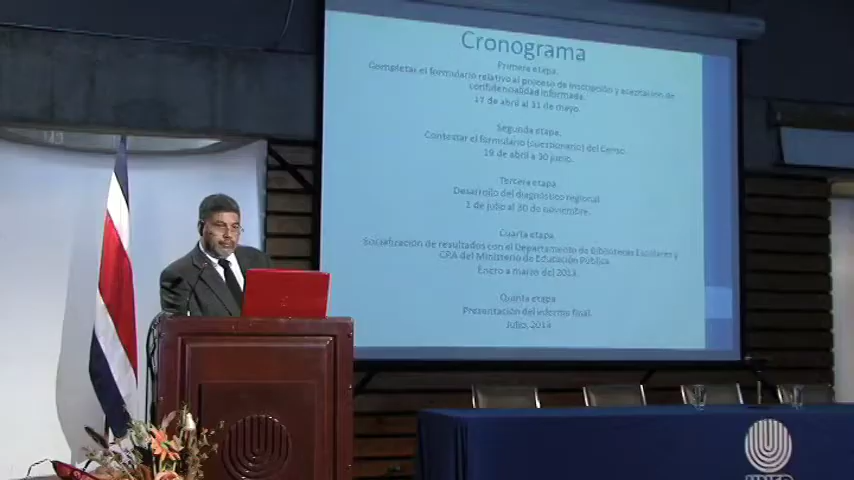 Cronograma
Primera etapa.
Completar el formulario relativo al proceso de inscripción y aceptación de
confidencialidad informada.
17 de abril al 31 de mayo.
Segunda etapa.
Contestar el formulario (cuestionario) del Censo.
19 de abril a 30 junio.
Tercera etapa.
Desarrollo del diagnóstico regional
1 de julio al 30 de noviembre.
Cuarta etapa.
Socialización de resultados con el Departamento de Bibliotecas Escolares y
CRA del Ministerio de Educación Pública.
Enero a marzo del 2013.
Quinta etapa
Presentación del informe final.
Julio, 2013
UNED